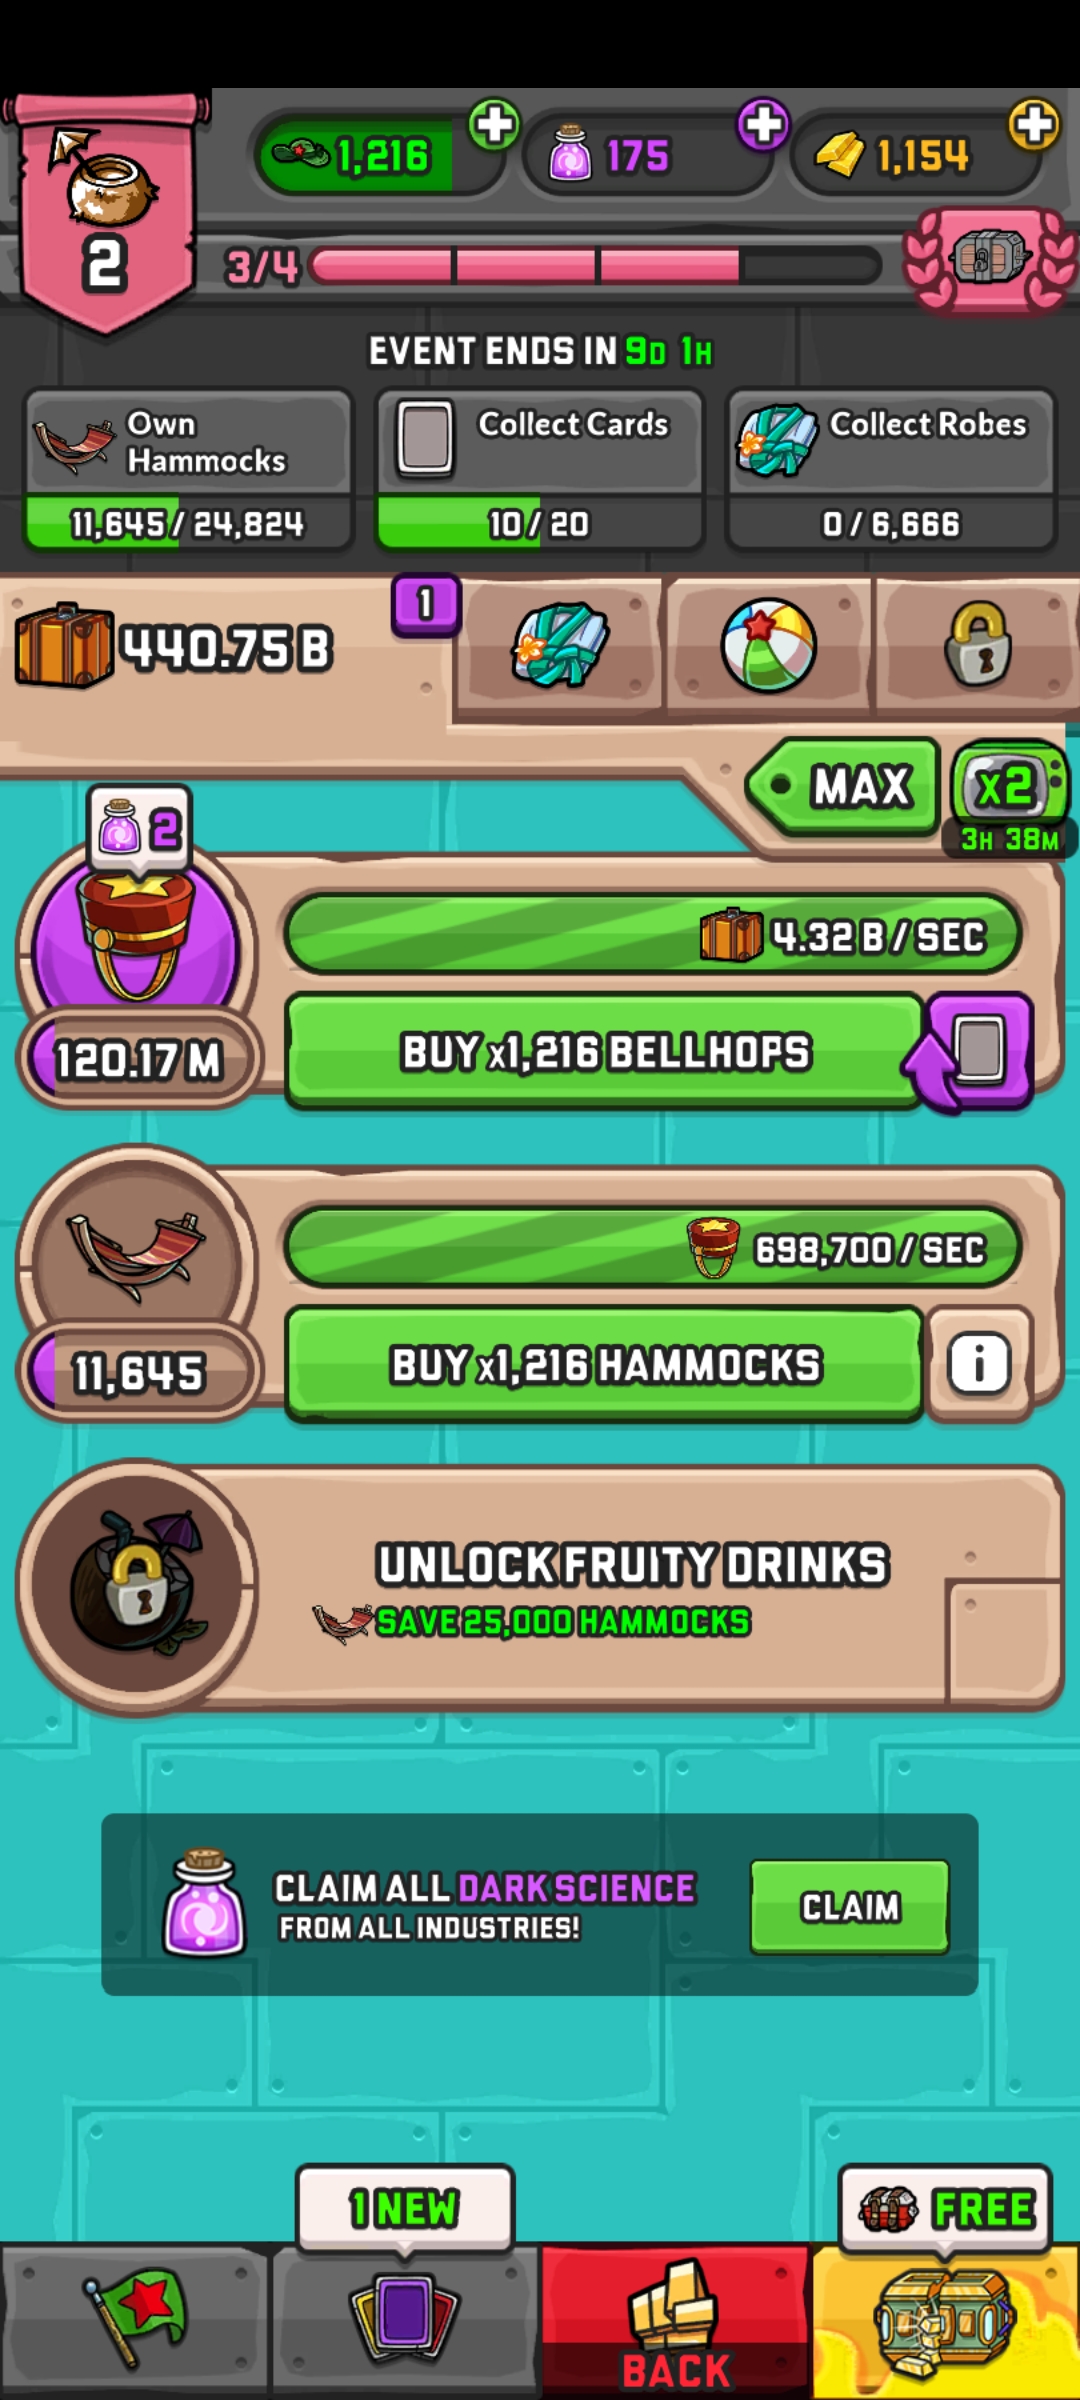 1,216
175
1,154
2
3/4
EVENT ENDS IN 9D 1H
Own
Hammocks
11,645 / 24,824
Collect Cards
10 / 20
Collect Robes
0 / 6,666
440.75 B
1
MAX
x2
3H 38M
2
4.32 B / SEC
120.17 M
BUY x1,216 BELLHOPS
698,700 / SEC
11,645
BUY x1,216 HAMMOCKS
i
UNLOCK FRUITY DRINKS
SAVE 25,000 HAMMOCKS
CLAIM ALL DARK SCIENCE
FROM ALL INDUSTRIES!
CLAIM
1 NEW
FREE
BACK